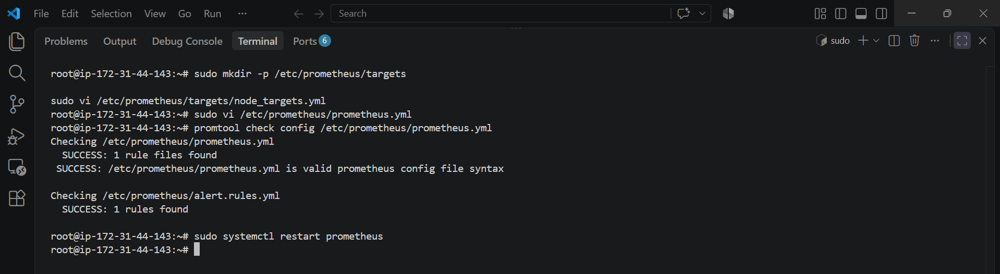 File Edit Selection View Go Run ··· Search
Problems Output Debug Console Terminal Ports 6 sudo
root@ip-172-31-44-143:~# sudo mkdir -p /etc/prometheus/targets
sudo vi /etc/prometheus/targets/node_targets.yml
root@ip-172-31-44-143:~# sudo vi /etc/prometheus/prometheus.yml
root@ip-172-31-44-143:~# promtool check config /etc/prometheus/prometheus.yml
Checking /etc/prometheus/prometheus.yml
  SUCCESS: 1 rule files found
 SUCCESS: /etc/prometheus/prometheus.yml is valid prometheus config file syntax
Checking /etc/prometheus/alert.rules.yml
  SUCCESS: 1 rules found
root@ip-172-31-44-143:~# sudo systemctl restart prometheus
root@ip-172-31-44-143:~#